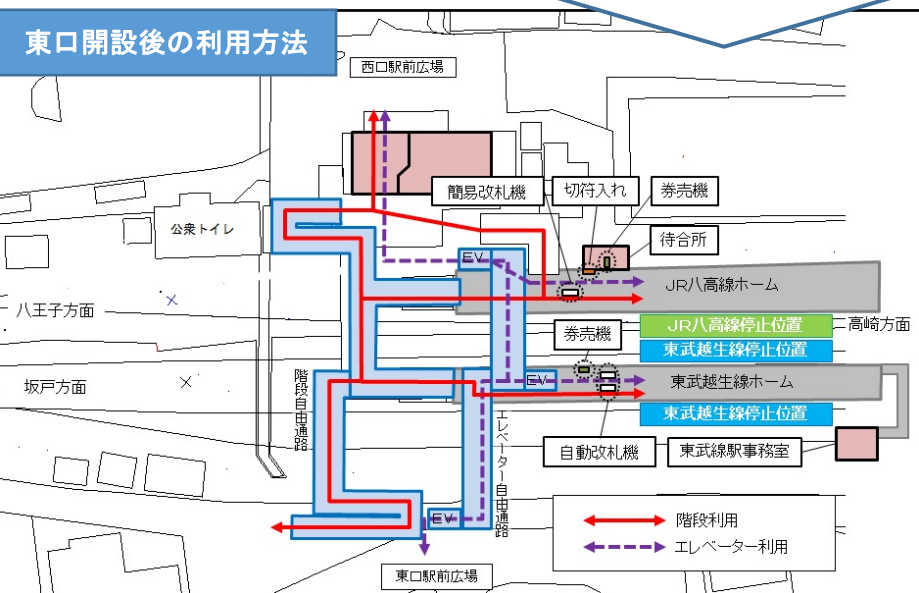 東口開設後の利用方法
西口駅前広場
簡易改札機
切符入れ
券売機
公衆トイレ
待合所
EV
JR八高線ホーム
八王子方面
JR八高線停止位置
高崎方面
券売機
東武越生線停止位置
坂戸方面
階段自由通路
EV
東武越生線ホーム
エレベーター自由通路
東武越生線停止位置
自動改札機
東武線駅事務室
EV
階段利用
エレベーター利用
東口駅前広場